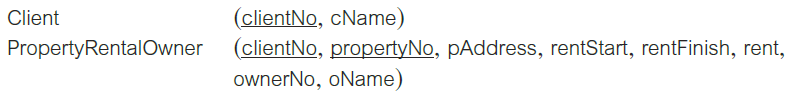 Client (clientNo, cName)
PropertyRentalOwner (clientNo, propertyNo, pAddress, rentStart, rentFinish, rent,
ownerNo, oName)